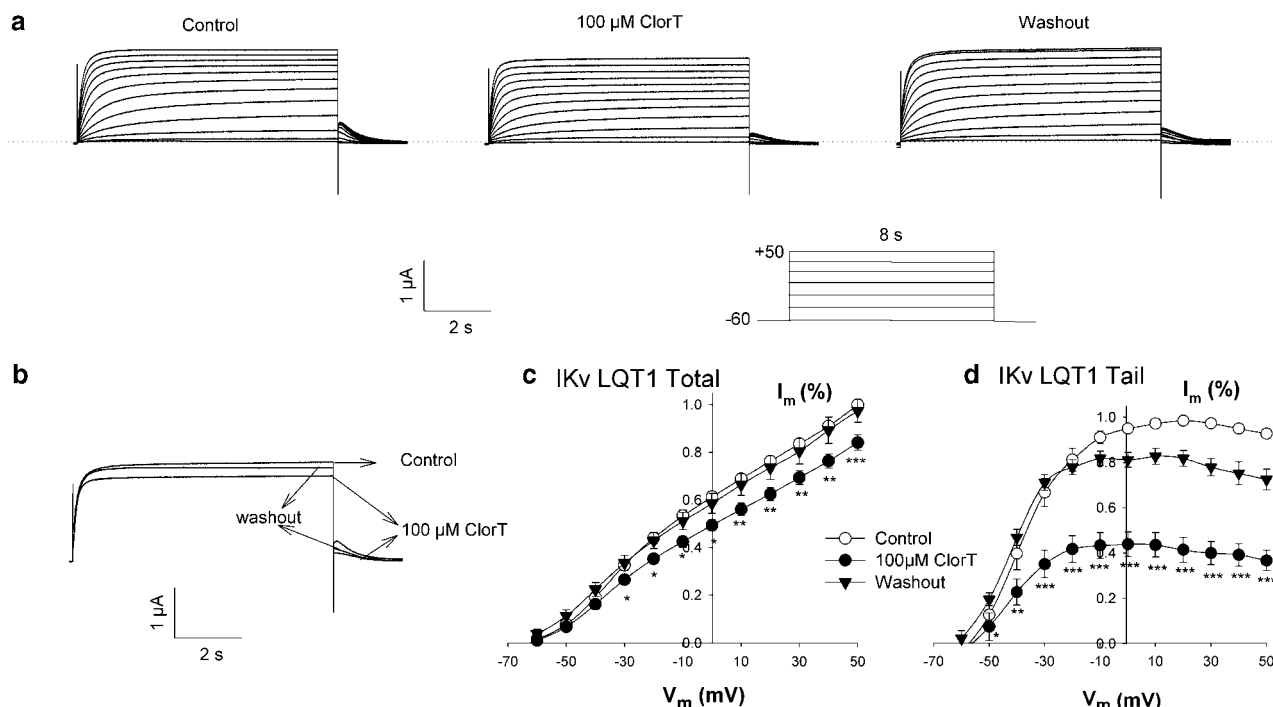 a
Control
100 µM ClorT
Washout
1 µA
2 s
8 s
+50
-60
b
Control
washout
100 µM ClorT
1 µA
2 s
c IKv LQT1 Total
Im (%)
1.0
0.8
0.6
0.4
0.2
0.0
*
*
*
*
**
**
**
**
***
-70 -50 -30 -10 10 30 50
Vm (mV)
Control
100µM ClorT
Washout
d IKv LQT1 Tail
Im (%)
1.0
0.8
0.6
0.4
0.2
0.0
*
**
***
***
***
***
***
***
***
***
***
-70 -50 -30 -10 10 30 50
Vm (mV)